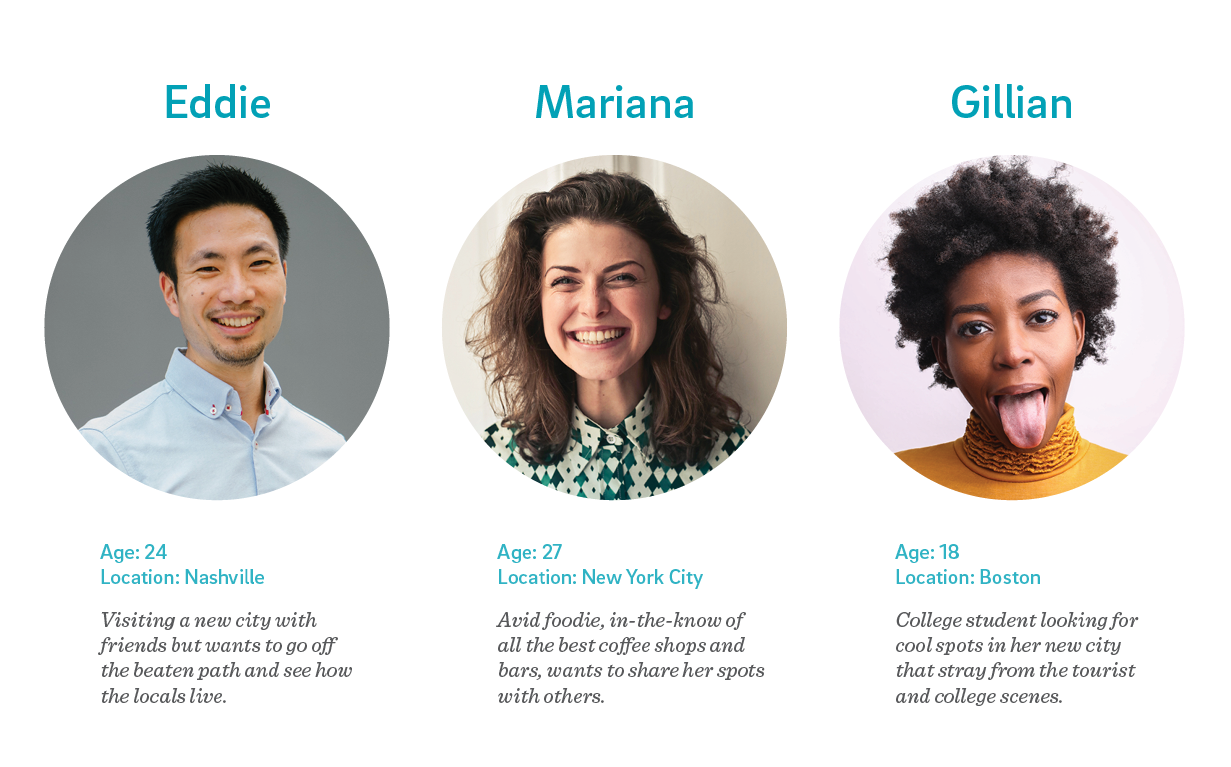 Eddie
Mariana
Gillian
Age: 24
Location: Nashville
Visiting a new city with
friends but wants to go off
the beaten path and see how
the locals live.
Age: 27
Location: New York City
Avid foodie, in-the-know of
all the best coffee shops and
bars, wants to share her spots
with others.
Age: 18
Location: Boston
College student looking for
cool spots in her new city
that stray from the tourist
and college scenes.